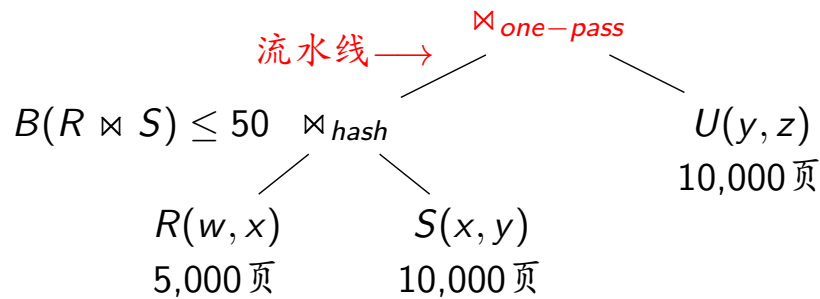 ⋈one−pass
流水线→
B(R ⋈ S) ≤ 50 ⋈hash U(y, z)
10,000页
R(w, x) S(x, y)
5,000页 10,000页